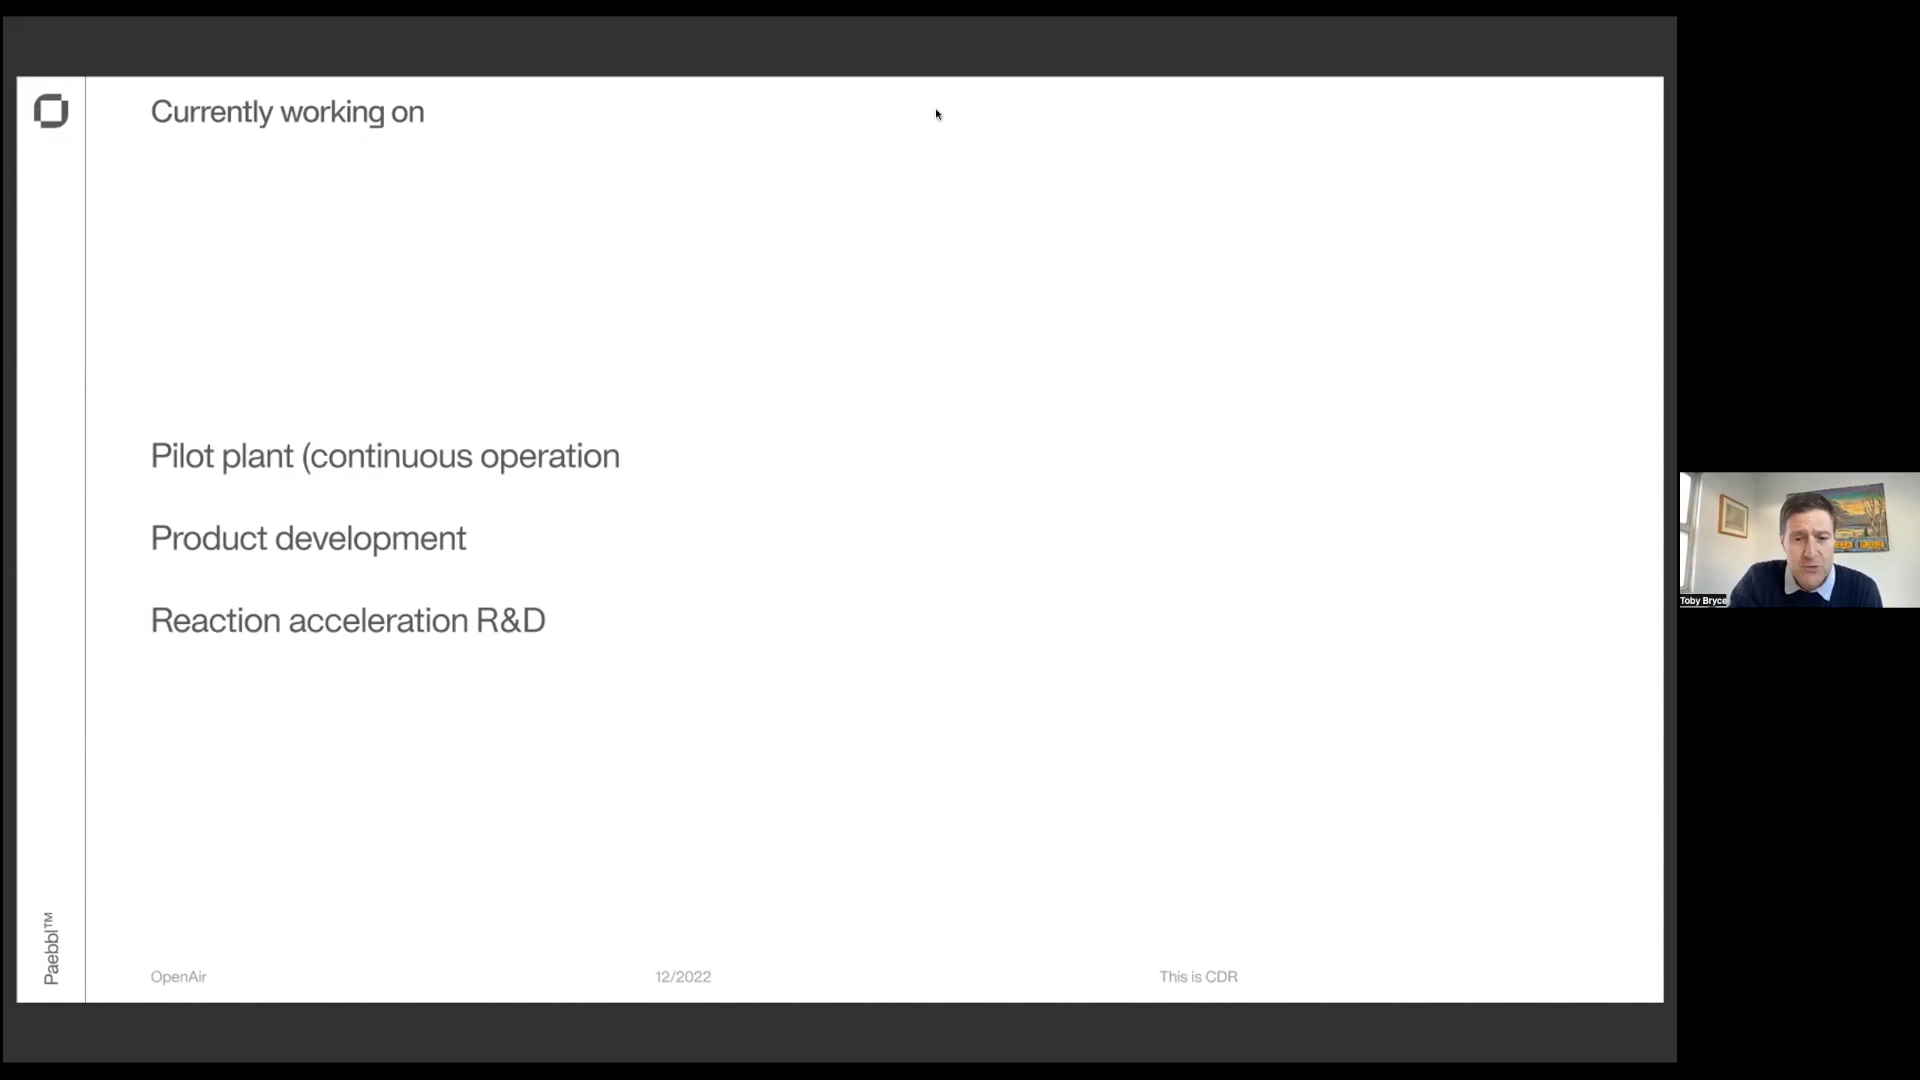 Currently working on
Pilot plant (continuous operation
Product development
Reaction acceleration R&D
Paebbl™
OpenAir
12/2022
This is CDR
Toby Bryce